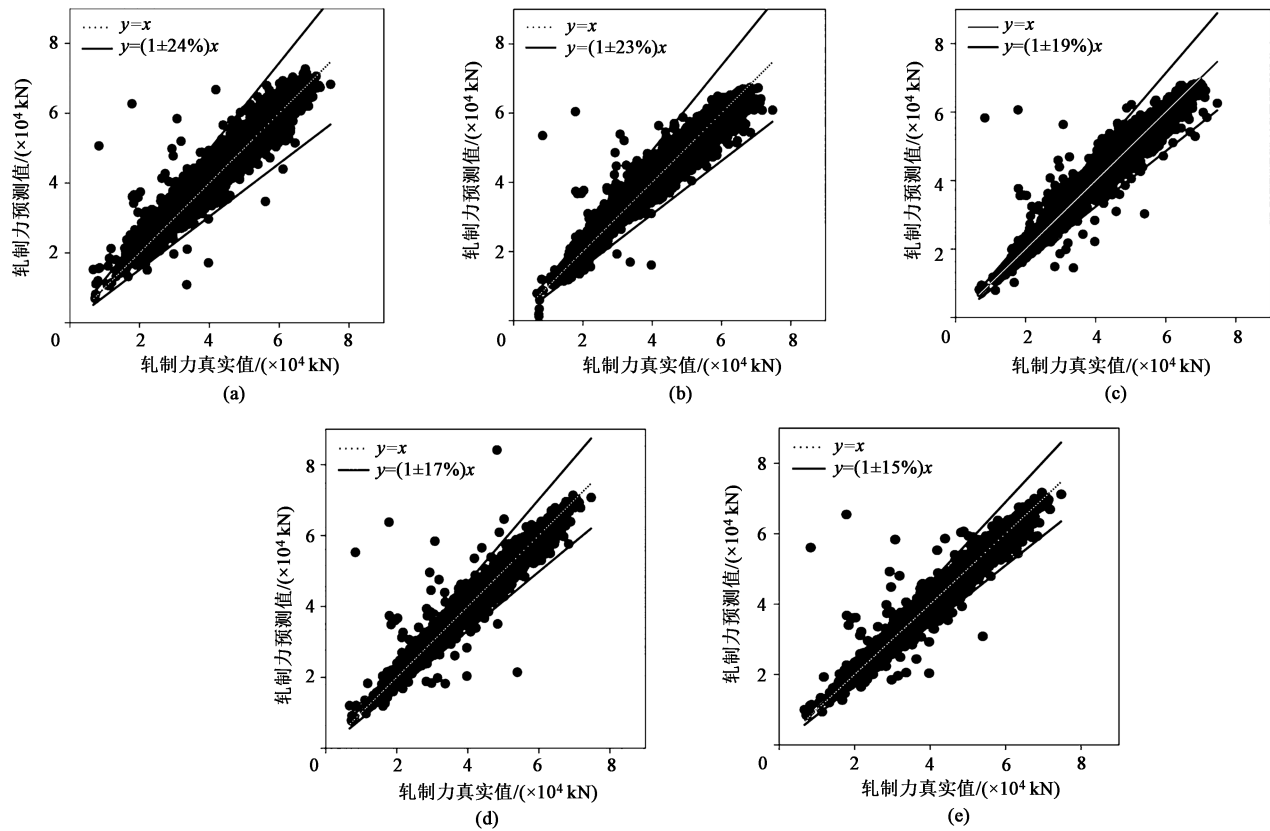 y=x
y=(1±24%)x
8
6
4
2
0
2
4
6
8
轧制力预测值/(×10⁴ kN)
轧制力真实值/(×10⁴ kN)
(a)
y=x
y=(1±23%)x
8
6
4
2
0
2
4
6
8
轧制力预测值/(×10⁴ kN)
轧制力真实值/(×10⁴ kN)
(b)
y=x
y=(1±19%)x
8
6
4
2
0
2
4
6
8
轧制力预测值/(×10⁴ kN)
轧制力真实值/(×10⁴ kN)
(c)
y=x
y=(1±17%)x
8
6
4
2
0
2
4
6
8
轧制力预测值/(×10⁴ kN)
轧制力真实值/(×10⁴ kN)
(d)
y=x
y=(1±15%)x
8
6
4
2
0
2
4
6
8
轧制力预测值/(×10⁴ kN)
轧制力真实值/(×10⁴ kN)
(e)